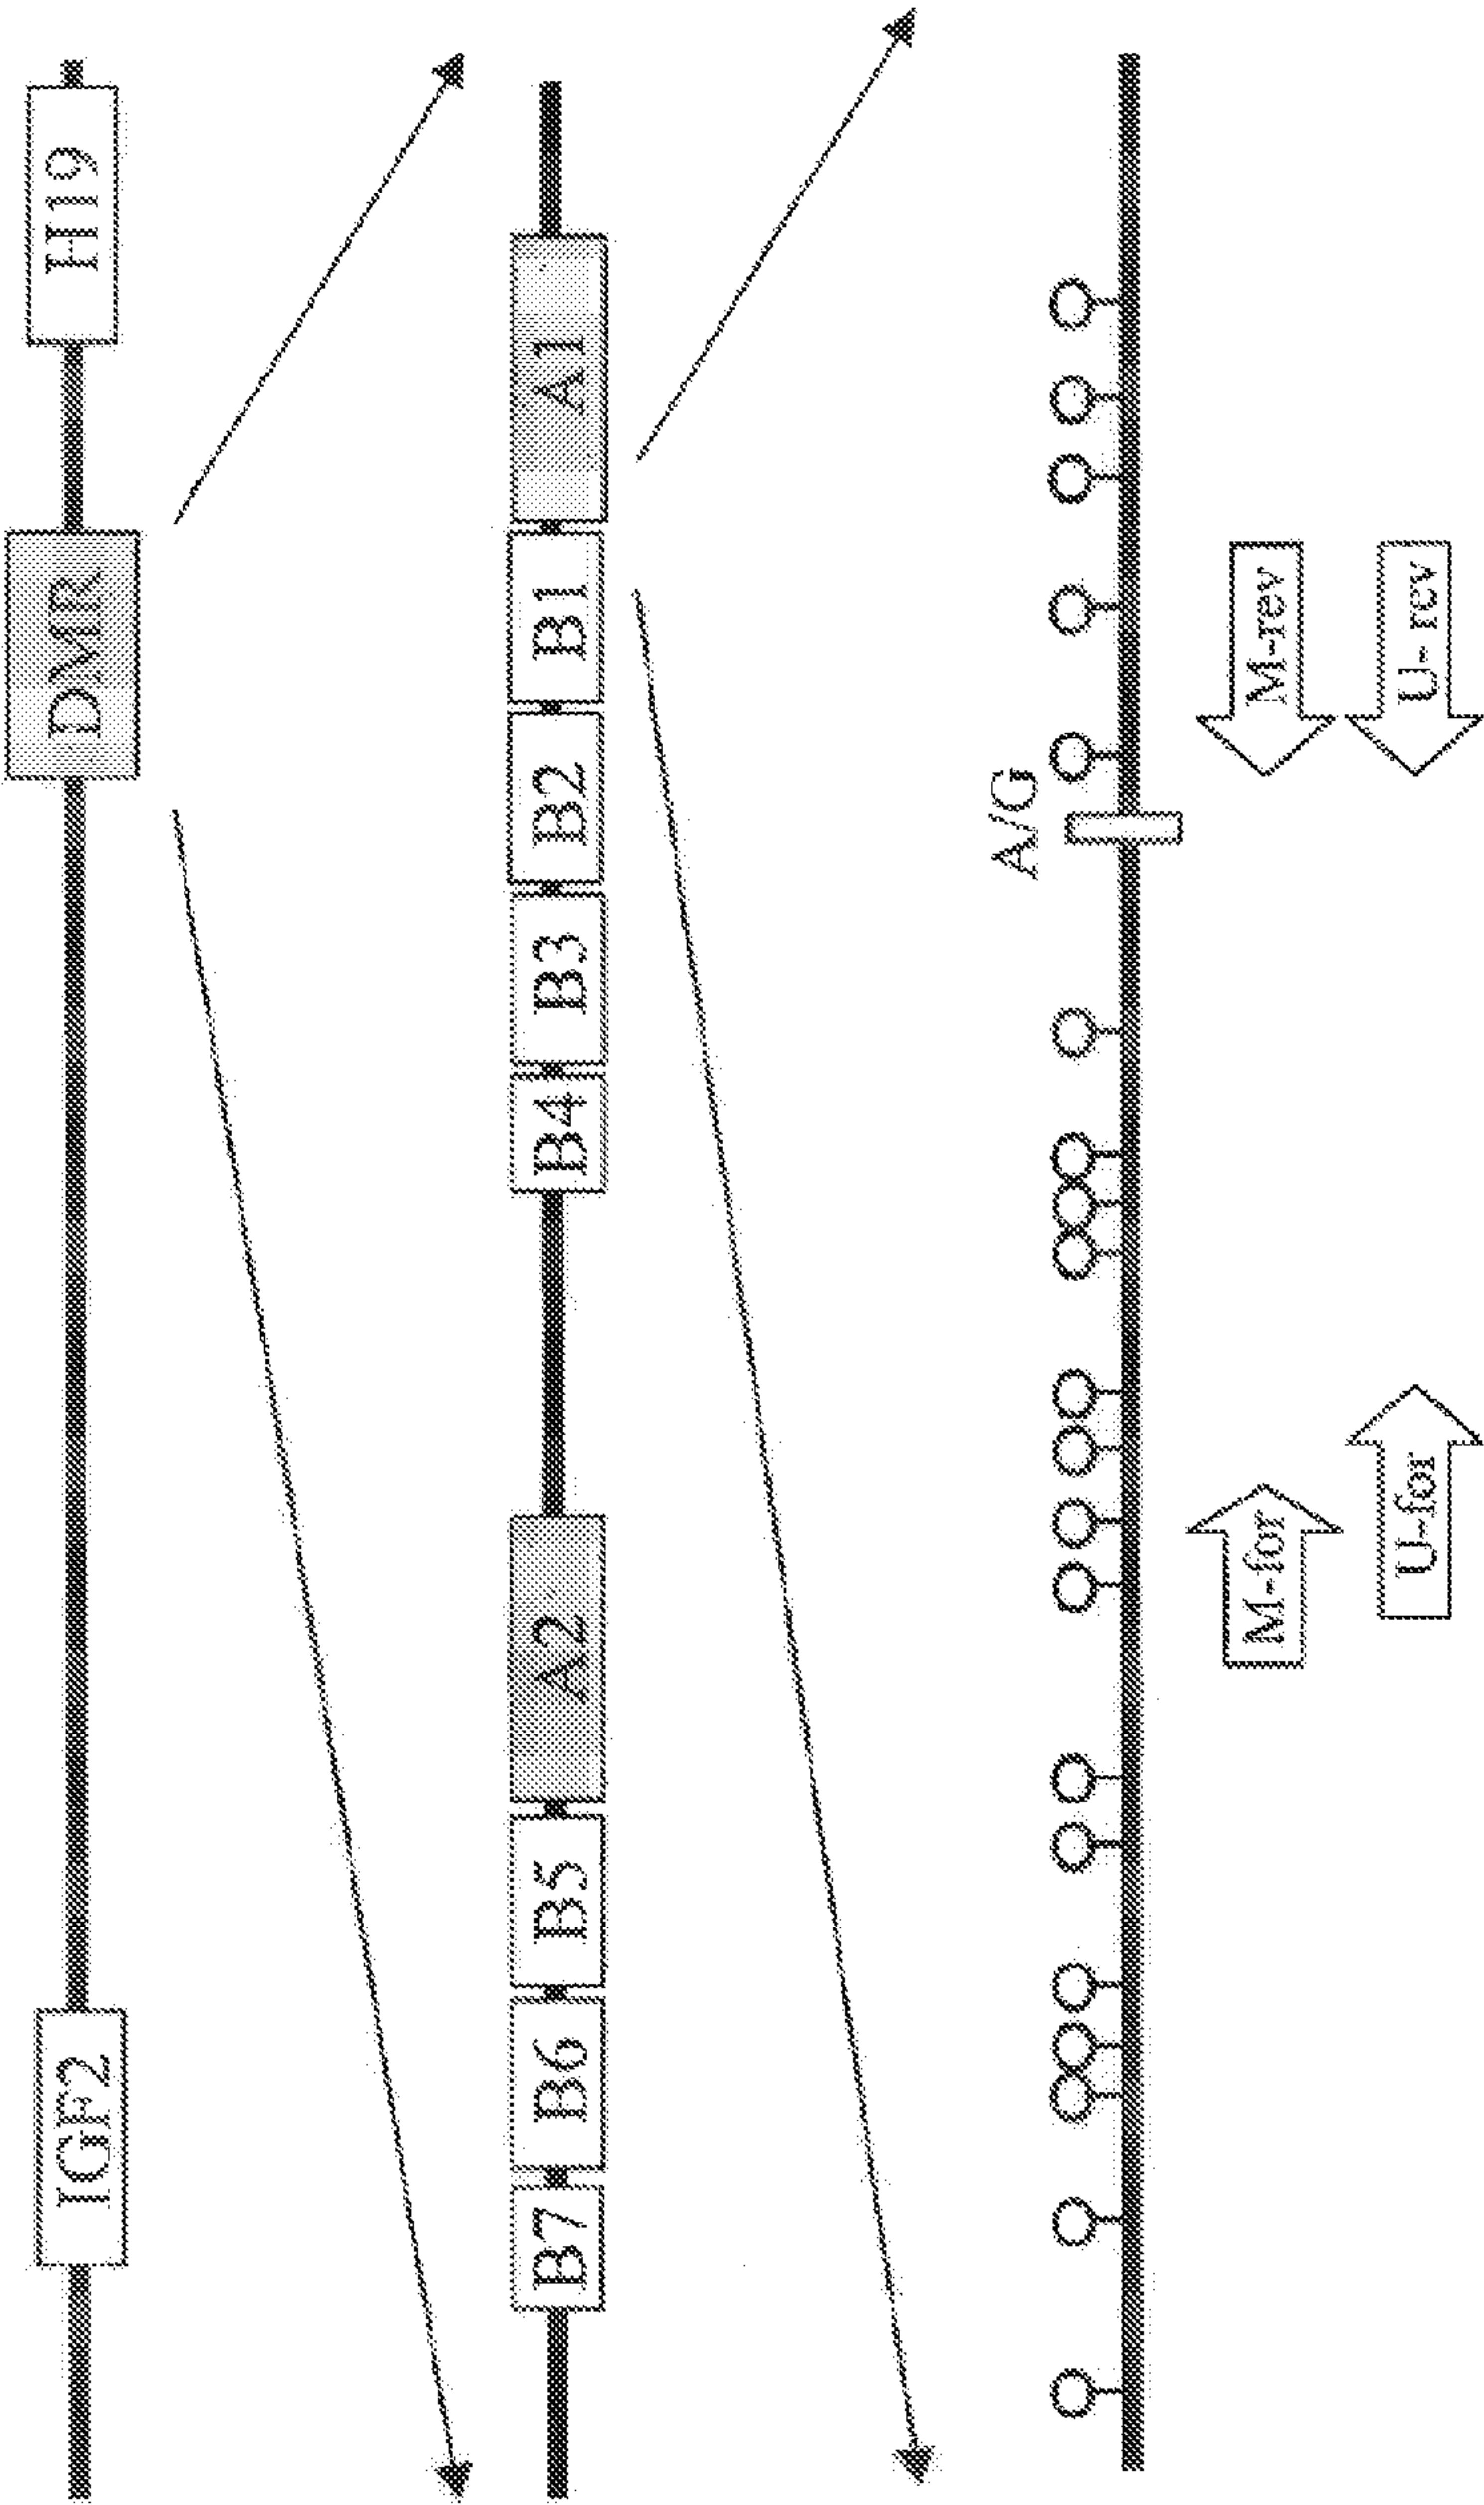 IGF2 DMR H19
B7 B6 B5 A2 B4 B3 B2 B1 A1
A/G
M-for M-rev
U-for U- rev